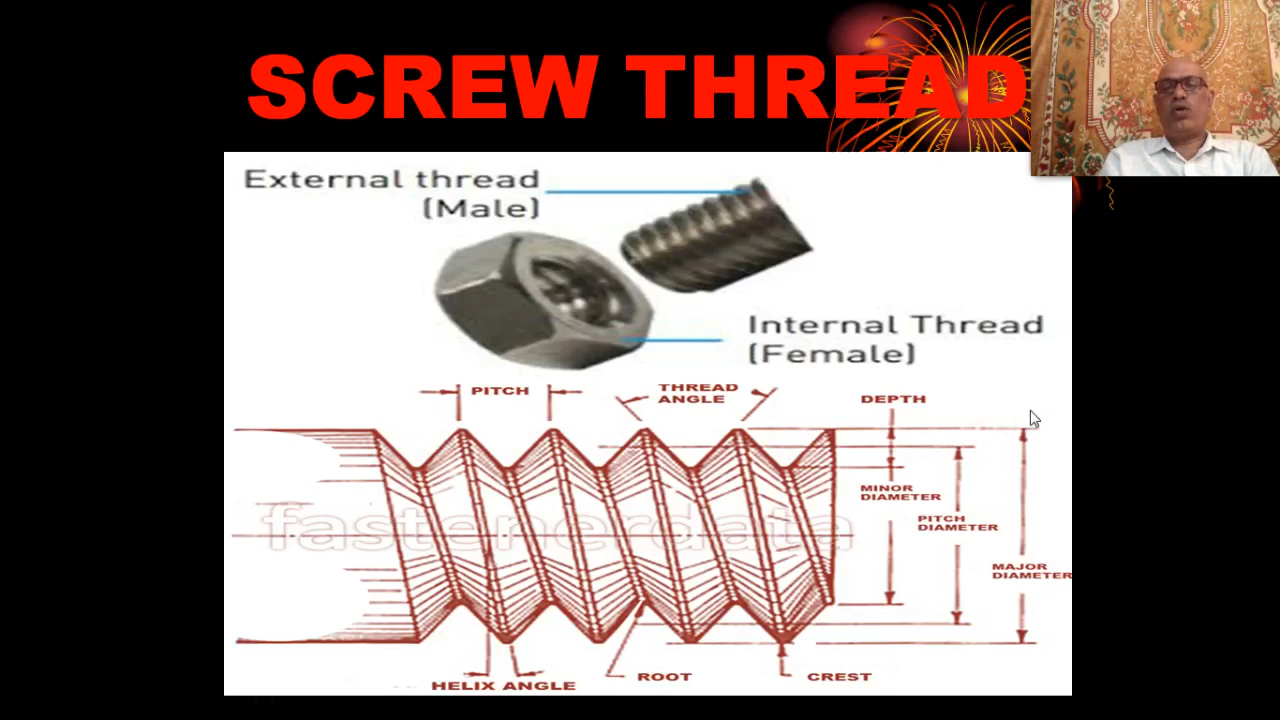 SCREW THREAD
External thread
(Male)
Internal Thread
(Female)
PITCH
THREAD
ANGLE
DEPTH
MINOR
DIAMETER
PITCH
DIAMETER
fastenerdata
MAJOR
DIAMETER
HELIX ANGLE
ROOT
CREST